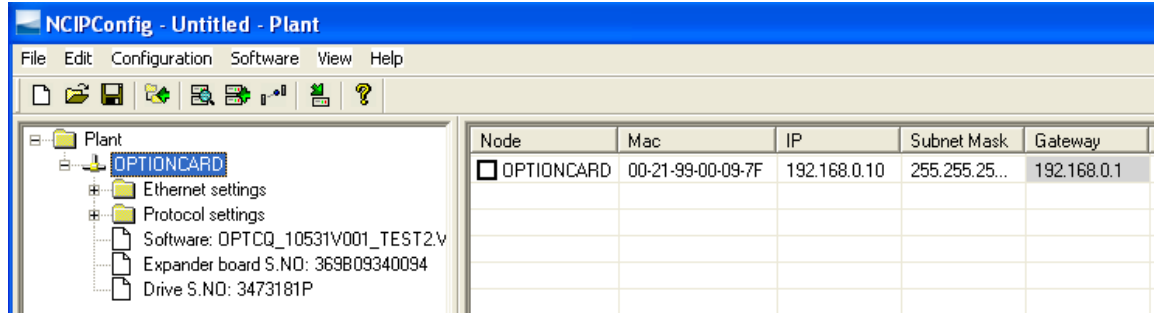 NCIPConfig - Untitled - Plant
File Edit Configuration Software View Help
Plant
OPTIONCARD
Ethernet settings
Protocol settings
Software: OPTCQ_10531V001_TEST2.V
Expander board S.NO: 369B09340094
Drive S.NO: 3473181P
Node Mac IP Subnet Mask Gateway
OPTIONCARD 00-21-99-00-09-7F 192.168.0.10 255.255.25... 192.168.0.1